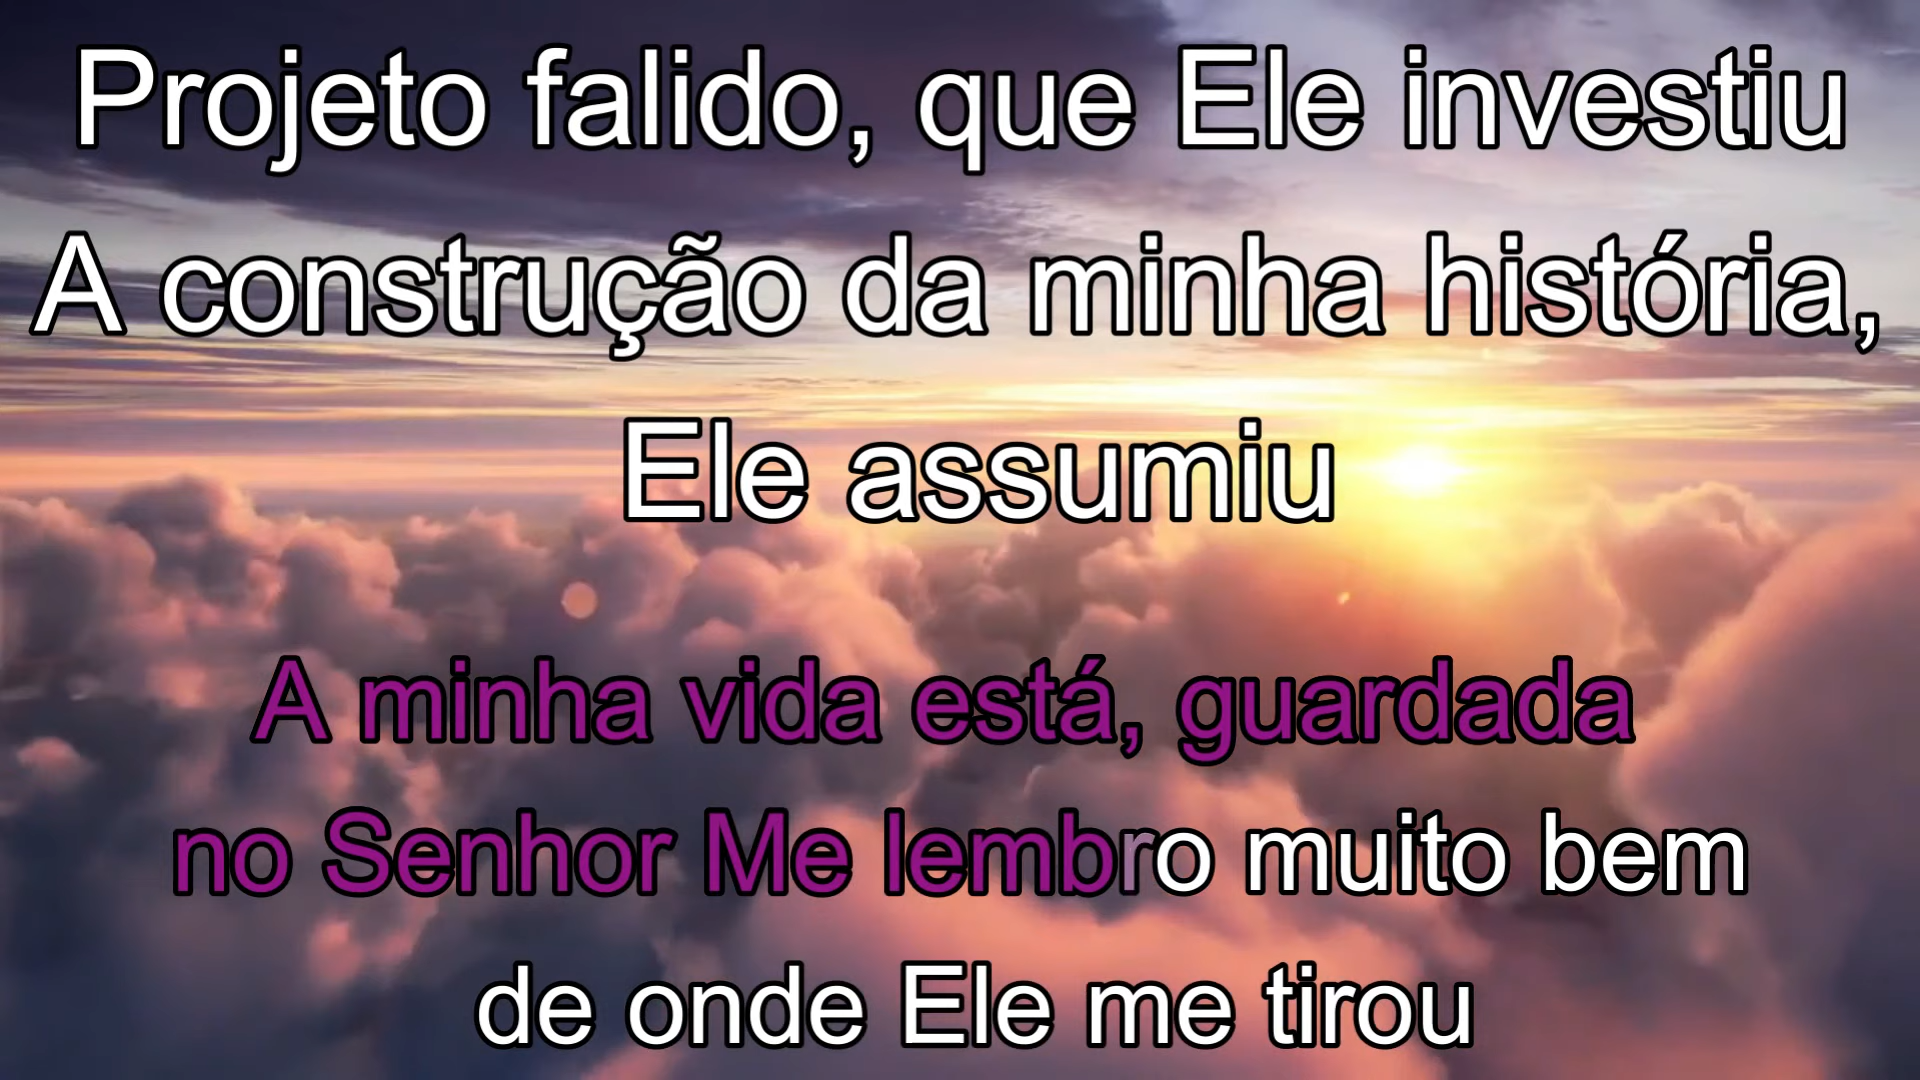 Projeto falido, que Ele investiu
A construção da minha história,
Ele assumiu
A minha vida está, guardada
no Senhor Me lembro muito bem
de onde Ele me tirou